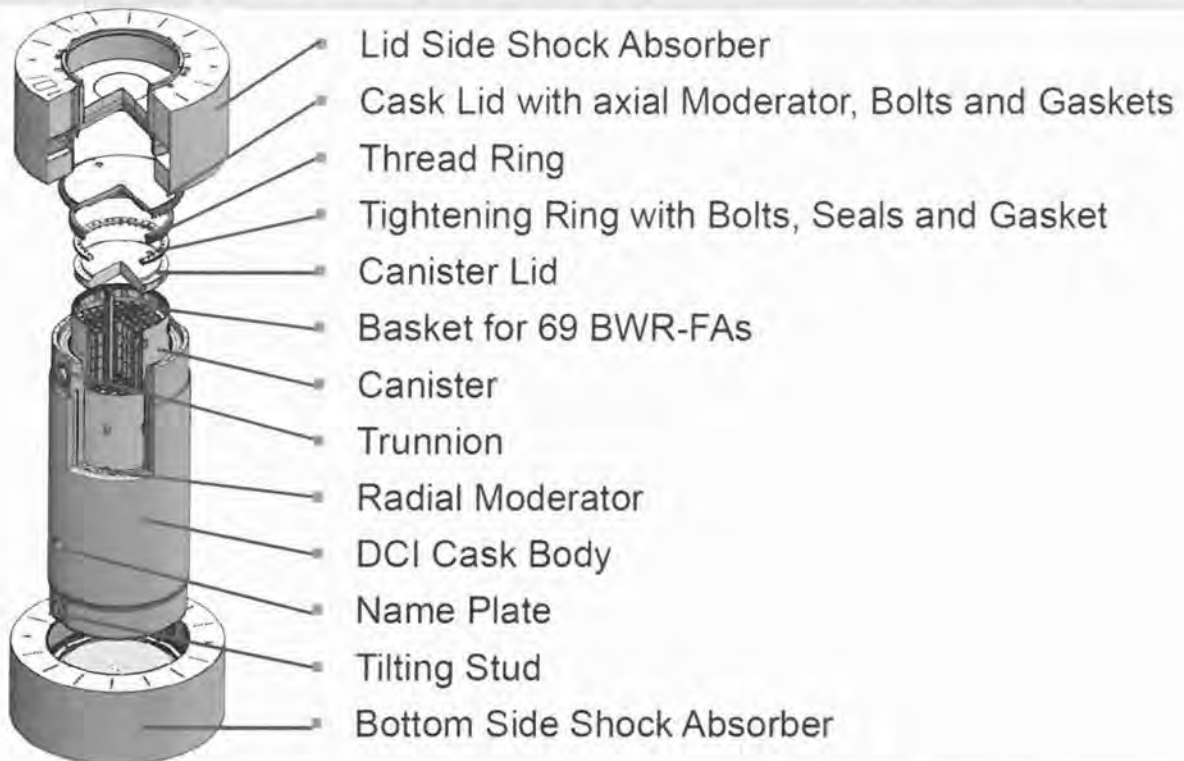 Lid Side Shock Absorber
Cask Lid with axial Moderator, Bolts and Gaskets
Thread Ring
Tightening Ring with Bolts, Seals and Gasket
Canister Lid
Basket for 69 BWR-FAs
Canister
Trunnion
Radial Moderator
DCI Cask Body
Name Plate
Tilting Stud
Bottom Side Shock Absorber